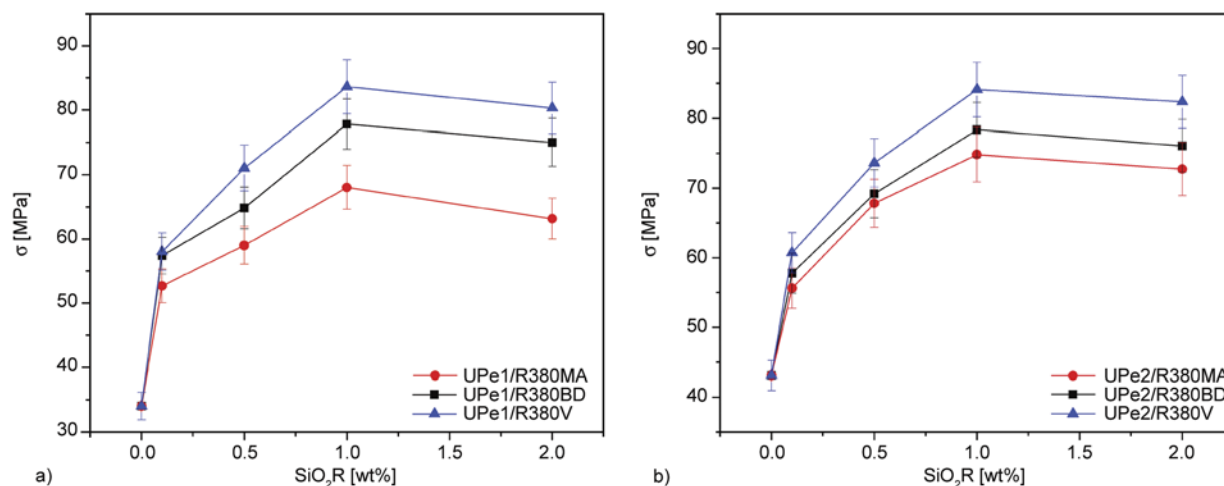 90
80
70
60
50
40
30
σ [MPa]
UPe1/R380MA
UPe1/R380BD
UPe1/R380V
0.0 0.5 1.0 1.5 2.0
a) SiO₂R [wt%]
90
80
70
60
50
40
σ [MPa]
UPe2/R380MA
UPe2/R380BD
UPe2/R380V
0.0 0.5 1.0 1.5 2.0
b) SiO₂R [wt%]